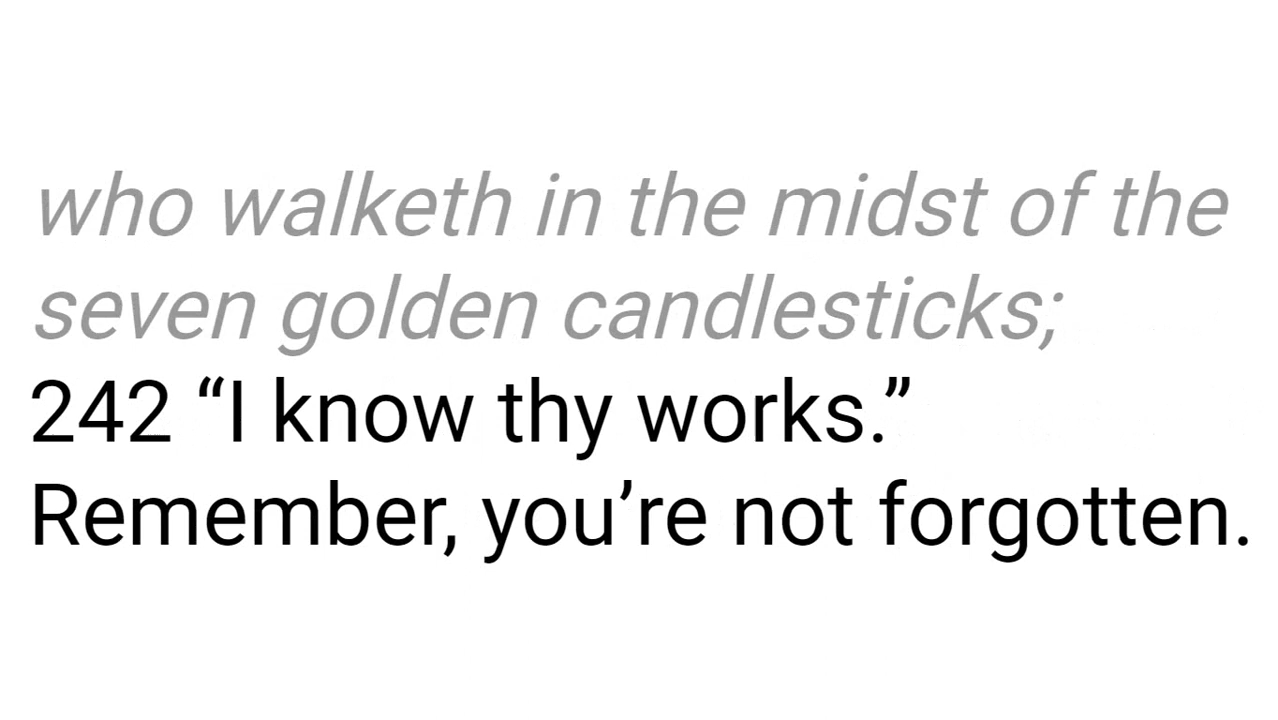 who walketh in the midst of the
seven golden candlesticks;
242 “I know thy works.”
Remember, you’re not forgotten.